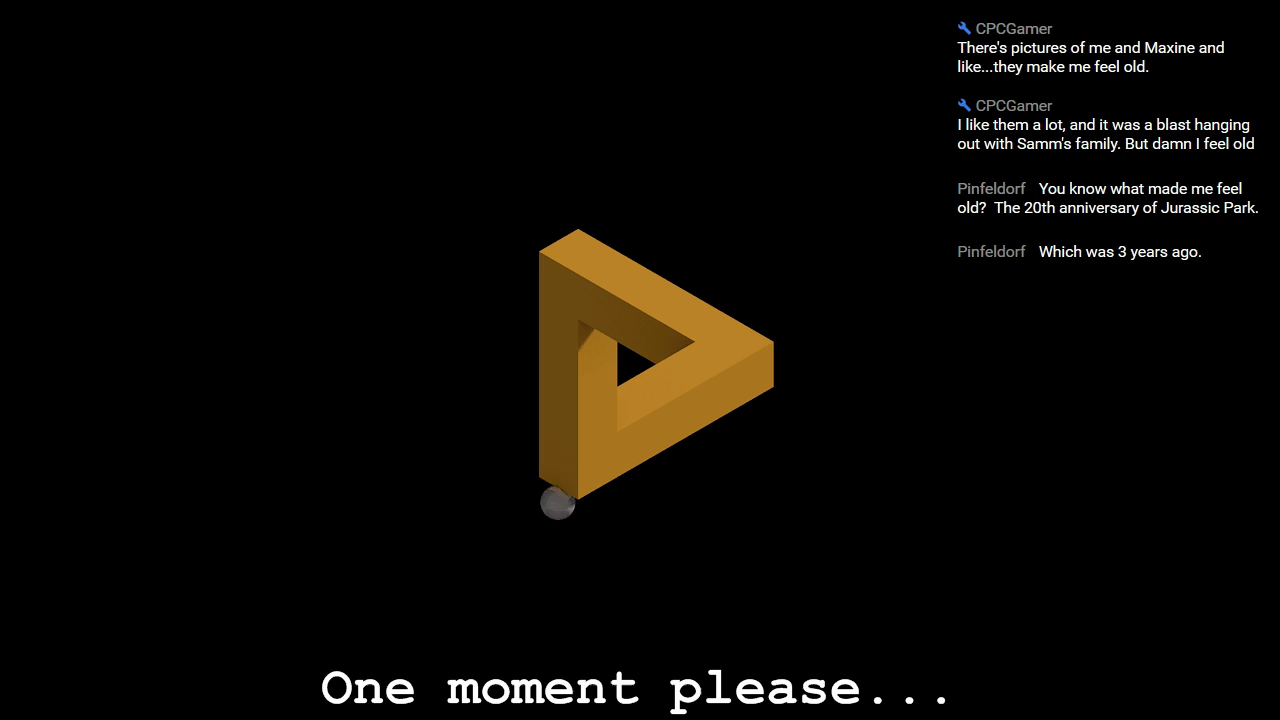 CPCGamer
There's pictures of me and Maxine and
like...they make me feel old.
CPCGamer
I like them a lot, and it was a blast hanging
out with Samm's family. But damn I feel old
Pinfeldorf You know what made me feel
old? The 20th anniversary of Jurassic Park.
Pinfeldorf Which was 3 years ago.
One moment please...